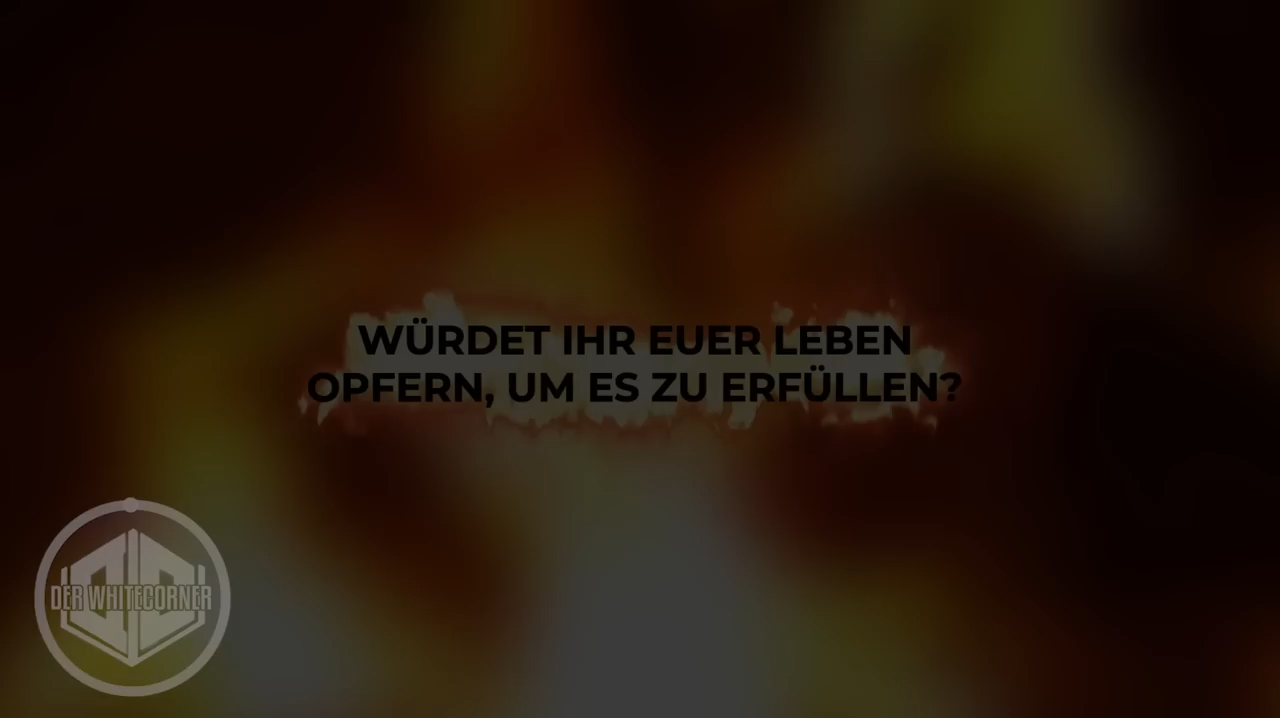 WÜRDET IHR EUER LEBEN
OPFERN, UM ES ZU ERFÜLLEN?
DER WHITECORNER